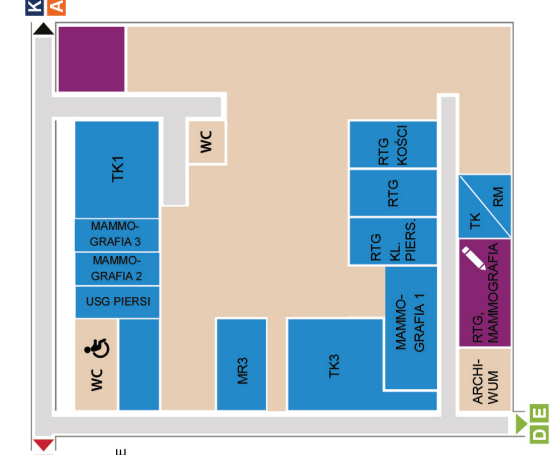 K
A
WC
TK1
RTG
KOŚCI
RTG
RTG
KL.
PIERS.
TK
RM
MAMMO-
GRAFIA 3
MAMMO-
GRAFIA 2
USG PIERSI
RTG,
MAMMOGRAFIA
MAMMO-
GRAFIA 1
WC
MR3
TK3
ARCHI-
WUM
E
D
E